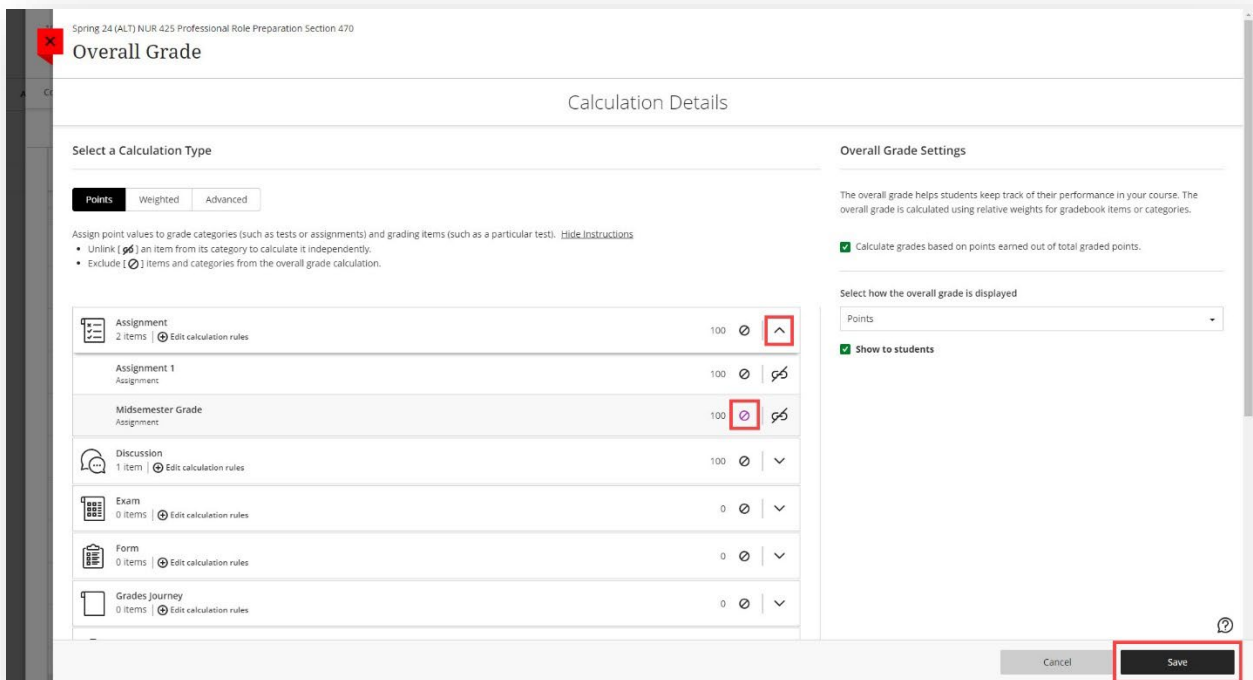 Spring 24 (ALT) NUR 425 Professional Role Preparation Section 470
Overall Grade
Calculation Details
Select a Calculation Type
Points Weighted Advanced
Assign point values to grade categories (such as tests or assignments) and grading items (such as a particular test). Hide Instructions
• Unlink [ ] an item from its category to calculate it independently.
• Exclude [ ] items and categories from the overall grade calculation.
Assignment
2 items | Edit calculation rules
100
Assignment 1
Assignment
100
Midsemester Grade
Assignment
100
Discussion
1 item | Edit calculation rules
100
Exam
0 items | Edit calculation rules
0
Form
0 items | Edit calculation rules
0
Grades Journey
0 items | Edit calculation rules
0
Overall Grade Settings
The overall grade helps students keep track of their performance in your course. The
overall grade is calculated using relative weights for gradebook items or categories.
Calculate grades based on points earned out of total graded points.
Select how the overall grade is displayed
Points
Show to students
Cancel
Save